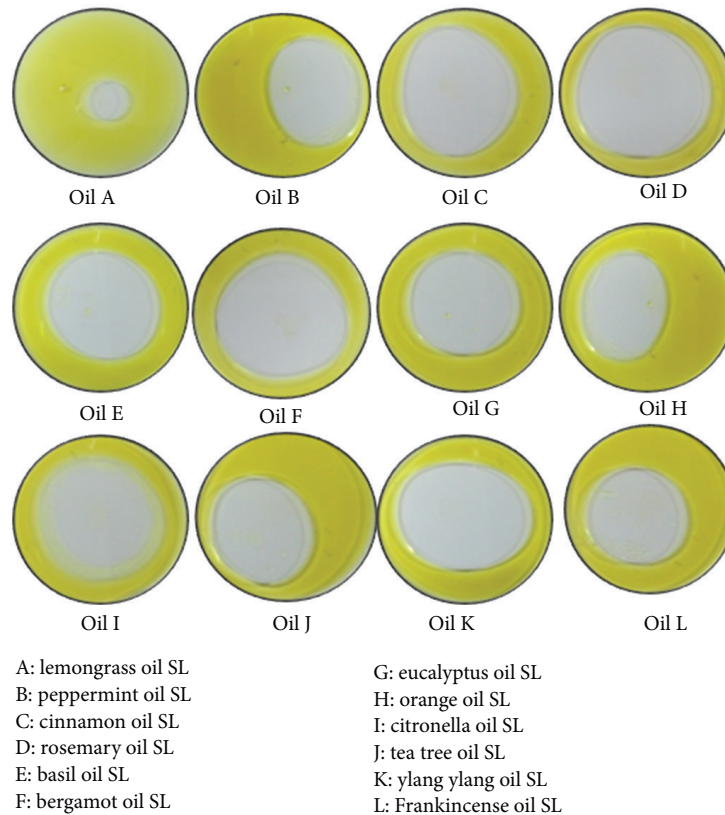 Oil A
Oil B
Oil C
Oil D
Oil E
Oil F
Oil G
Oil H
Oil I
Oil J
Oil K
Oil L
A: lemongrass oil SL
B: peppermint oil SL
C: cinnamon oil SL
D: rosemary oil SL
E: basil oil SL
F: bergamot oil SL
G: eucalyptus oil SL
H: orange oil SL
I: citronella oil SL
J: tea tree oil SL
K: ylang ylang oil SL
L: Frankincense oil SL